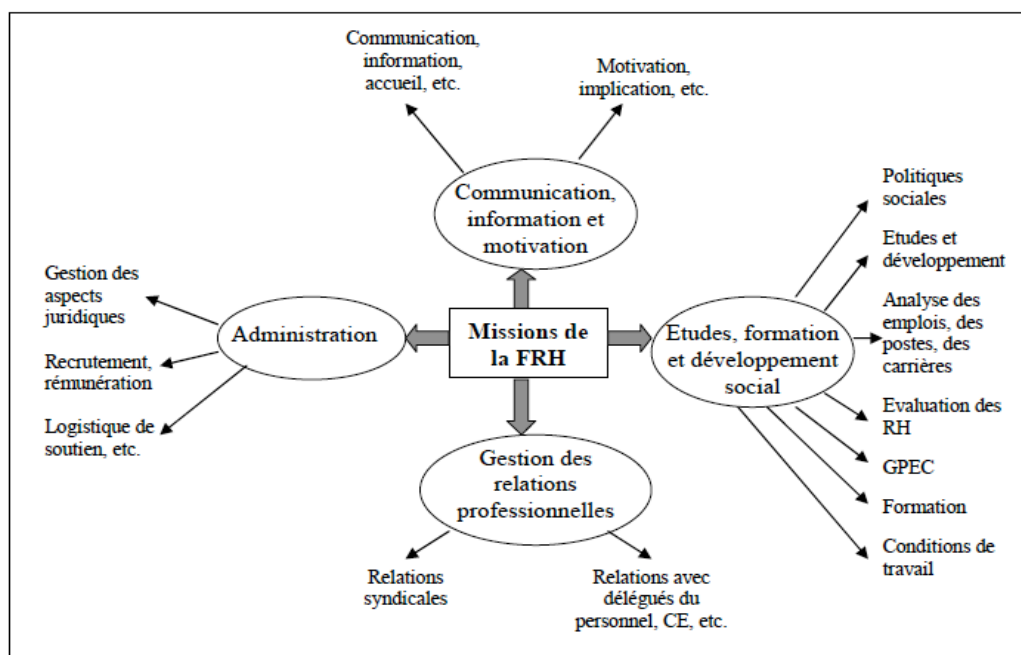 Communication,
information,
accueil, etc.
Motivation,
implication, etc.
Communication,
information et
motivation
Politiques
sociales
Etudes et
développement
Analyse des
emplois, des
postes, des
carrières
Evaluation des
RH
GPEC
Formation
Conditions de
travail
Gestion des
aspects
juridiques
Recrutement,
rémunération
Logistique de
soutien, etc.
Administration
Missions de
la FRH
Etudes, formation
et développement
social
Gestion des
relations
professionnelles
Relations
syndicales
Relations avec
délégués du
personnel, CE, etc.